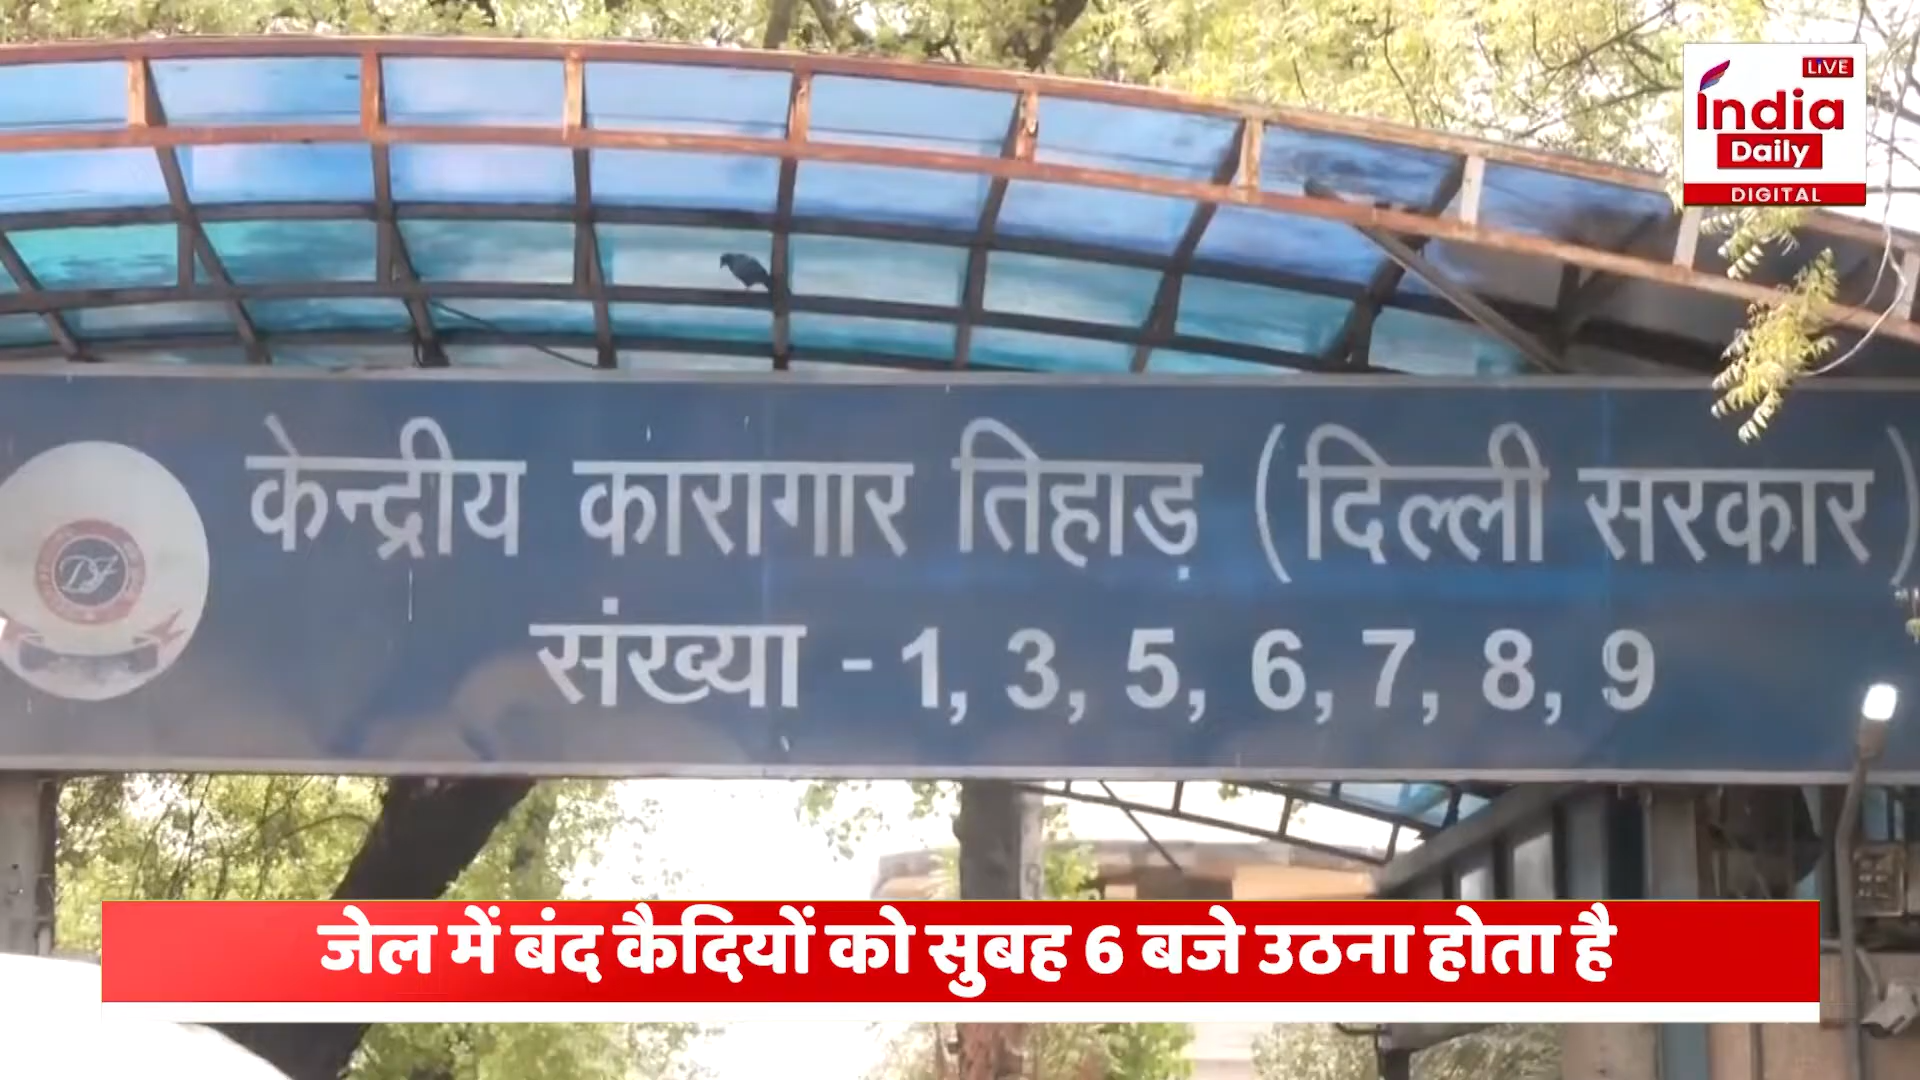 LIVE
India
Daily
DIGITAL
केन्द्रीय कारागार तिहाड़ (दिल्ली सरकार)
संख्या - 1, 3, 5, 6, 7, 8, 9
जेल में बंद कैदियों को सुबह 6 बजे उठना होता है